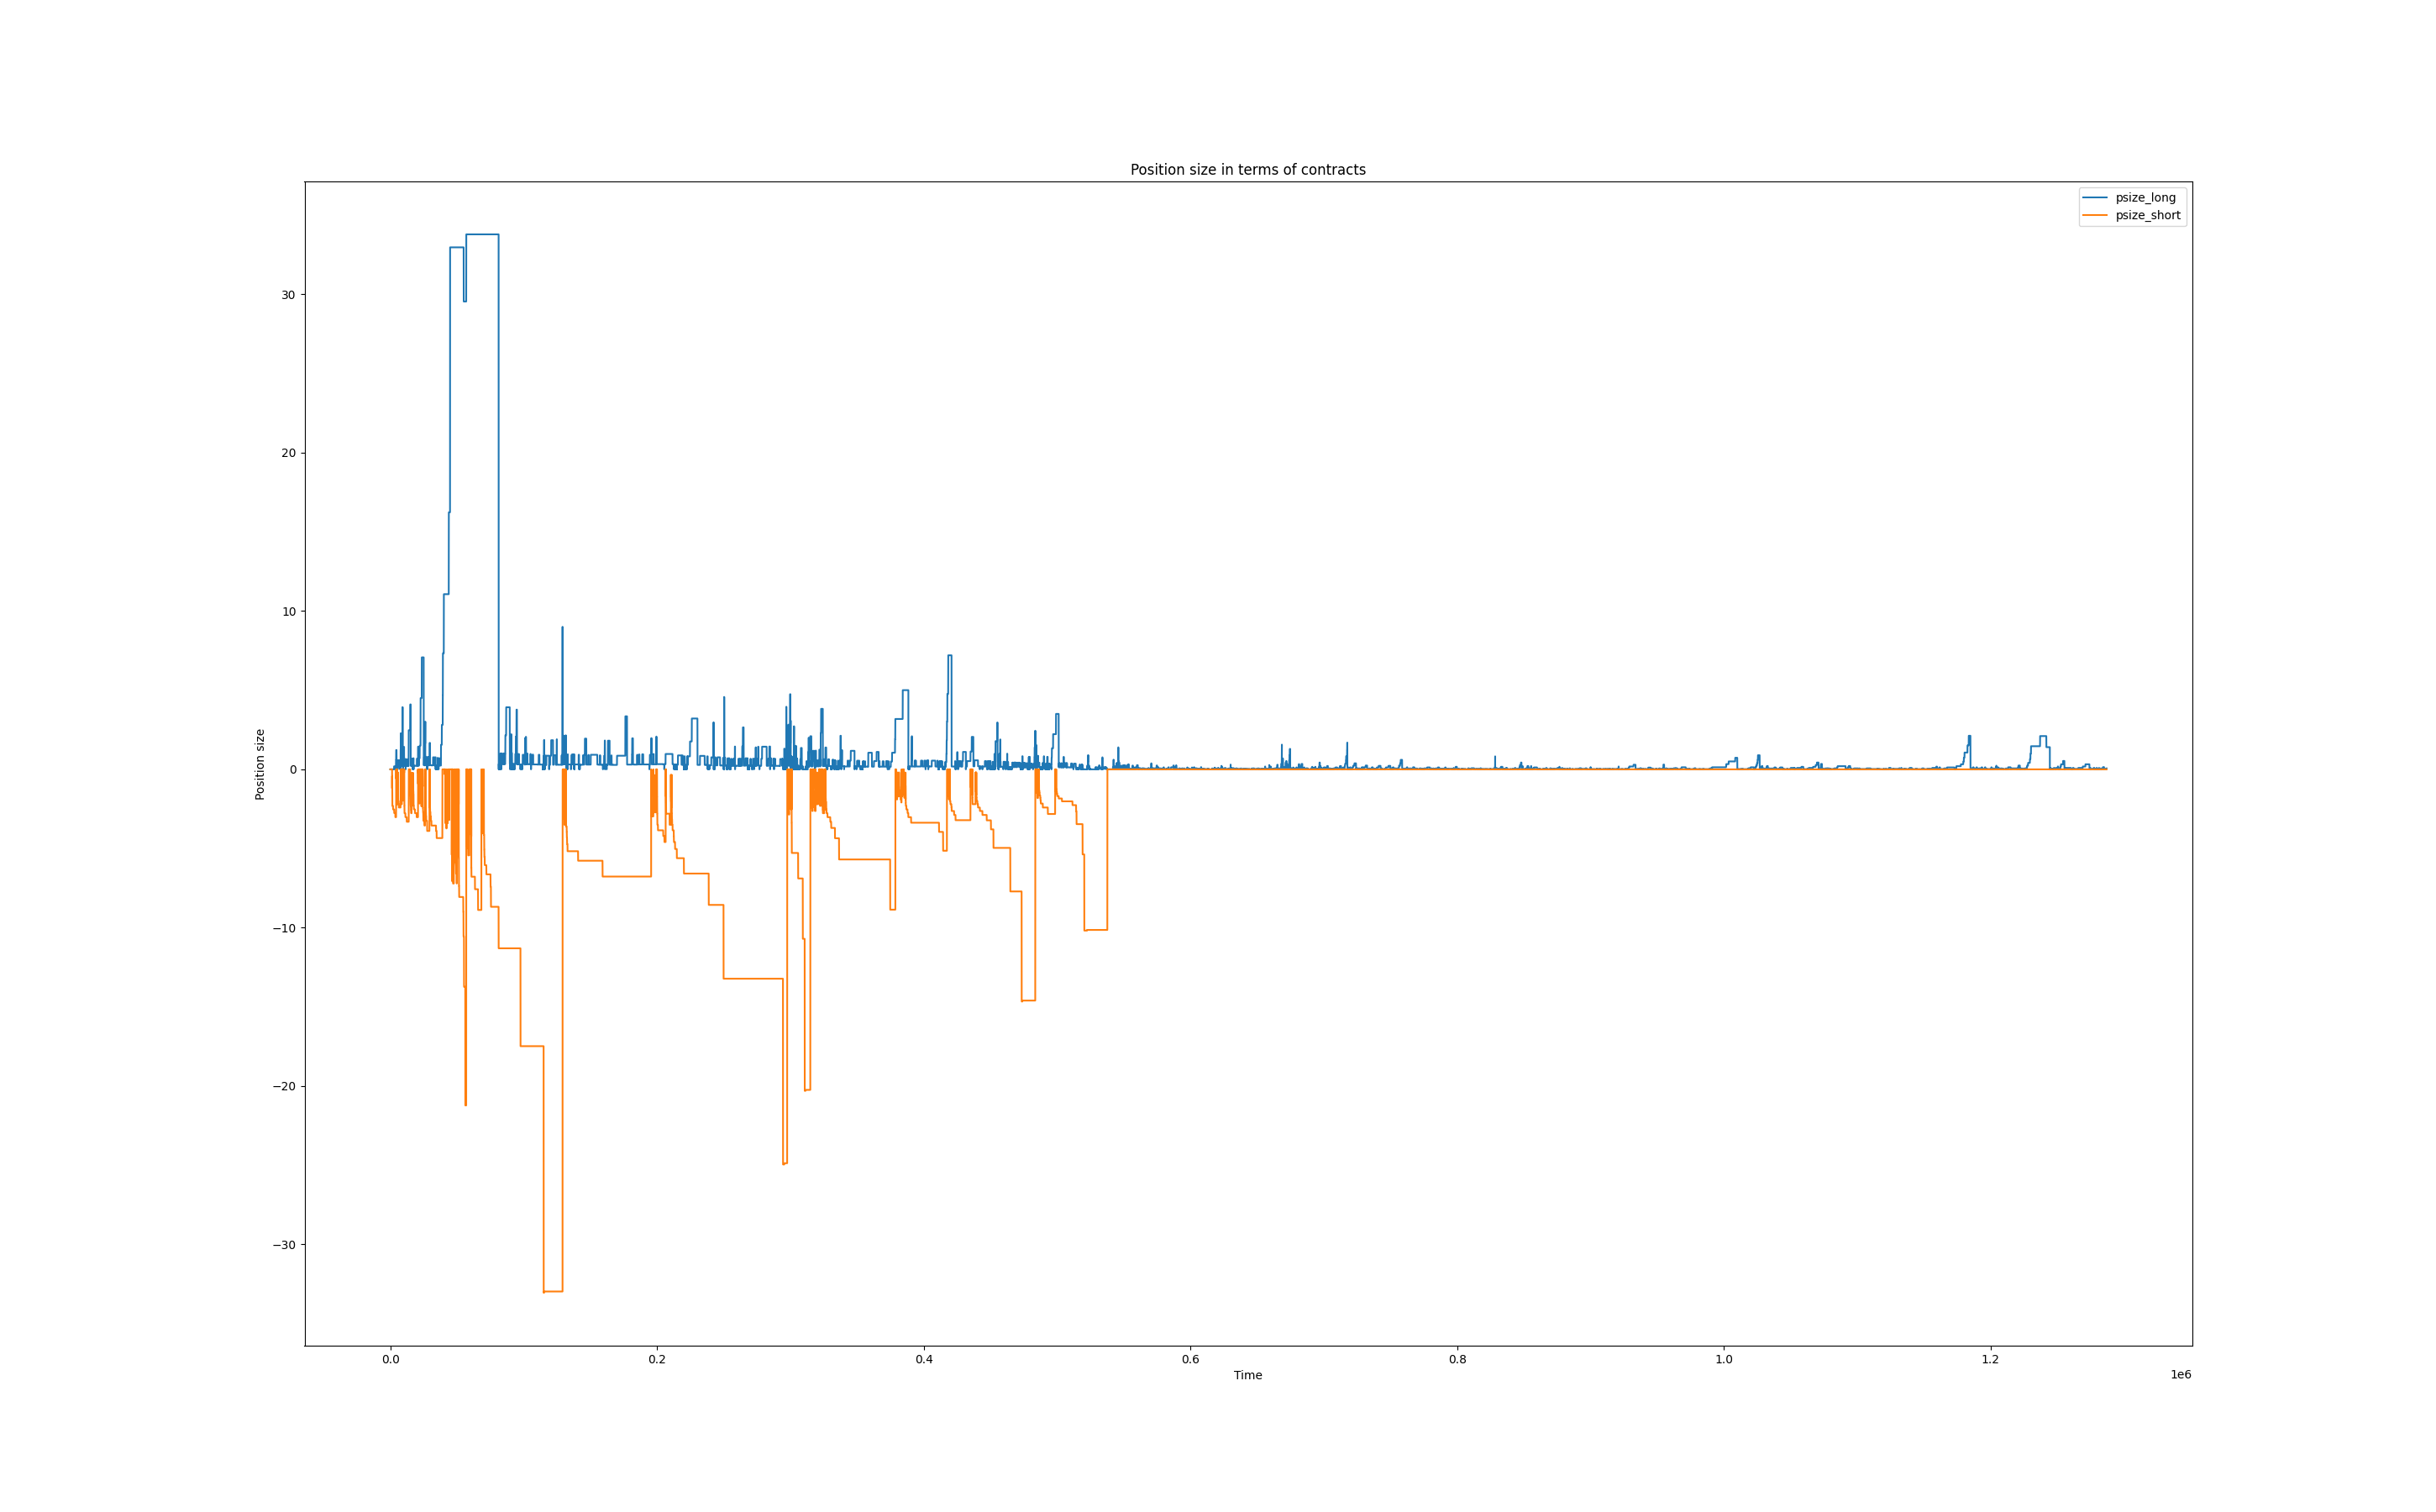 Position size in terms of contracts
psize_long
psize_short
Position size
30
20
10
0
−10
−20
−30
0.0 0.2 0.4 0.6 0.8 1.0 1.2
Time
1e6